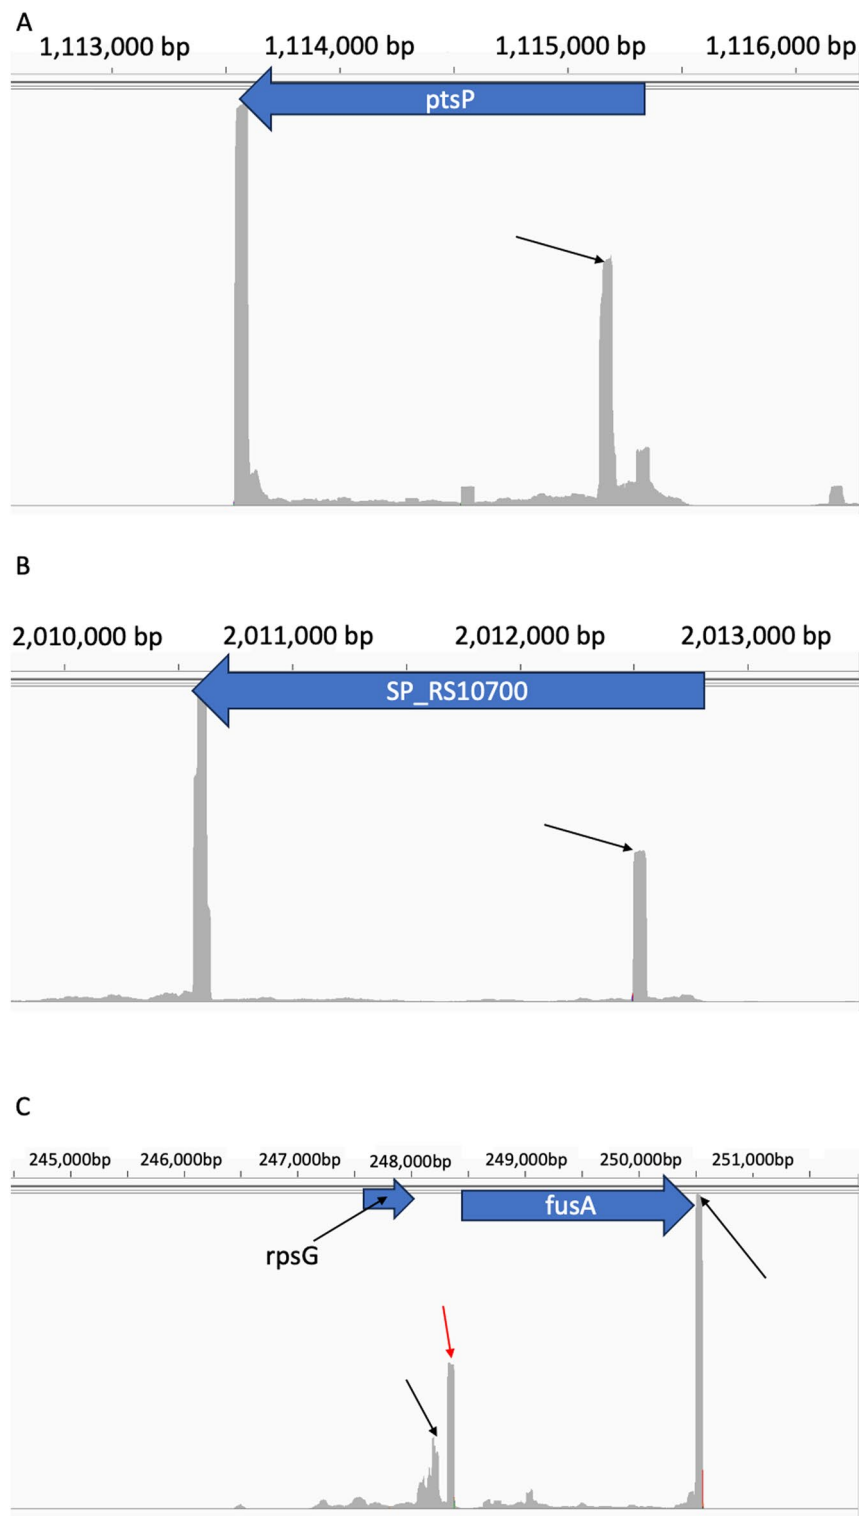 A
1,113,000 bp 1,114,000 bp 1,115,000 bp 1,116,000 bp
ptsP
B
2,010,000 bp 2,011,000 bp 2,012,000 bp 2,013,000 bp
SP_RS10700
C
245,000bp 246,000bp 247,000bp 248,000bp 249,000bp 250,000bp 251,000bp
fusA
rpsG